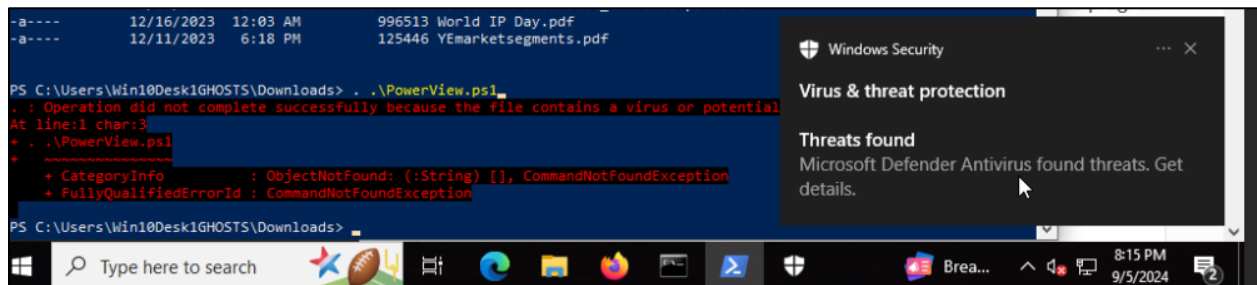 -a---- 12/16/2023 12:03 AM 996513 World IP Day.pdf
-a---- 12/11/2023 6:18 PM 125446 YEmarketsegments.pdf
PS C:\Users\Win10Desk1GHOSTS\Downloads> . .\PowerView.ps1
. : Operation did not complete successfully because the file contains a virus or potential
At line:1 char:3
+ . .\PowerView.ps1
+ ~~~~~~~~~~~~~~~
+ CategoryInfo : ObjectNotFound: (:String) [], CommandNotFoundException
+ FullyQualifiedErrorId : CommandNotFoundException
PS C:\Users\Win10Desk1GHOSTS\Downloads>
Windows Security
Virus & threat protection
Threats found
Microsoft Defender Antivirus found threats. Get
details.
Type here to search
Brea...
8:15 PM
9/5/2024
2